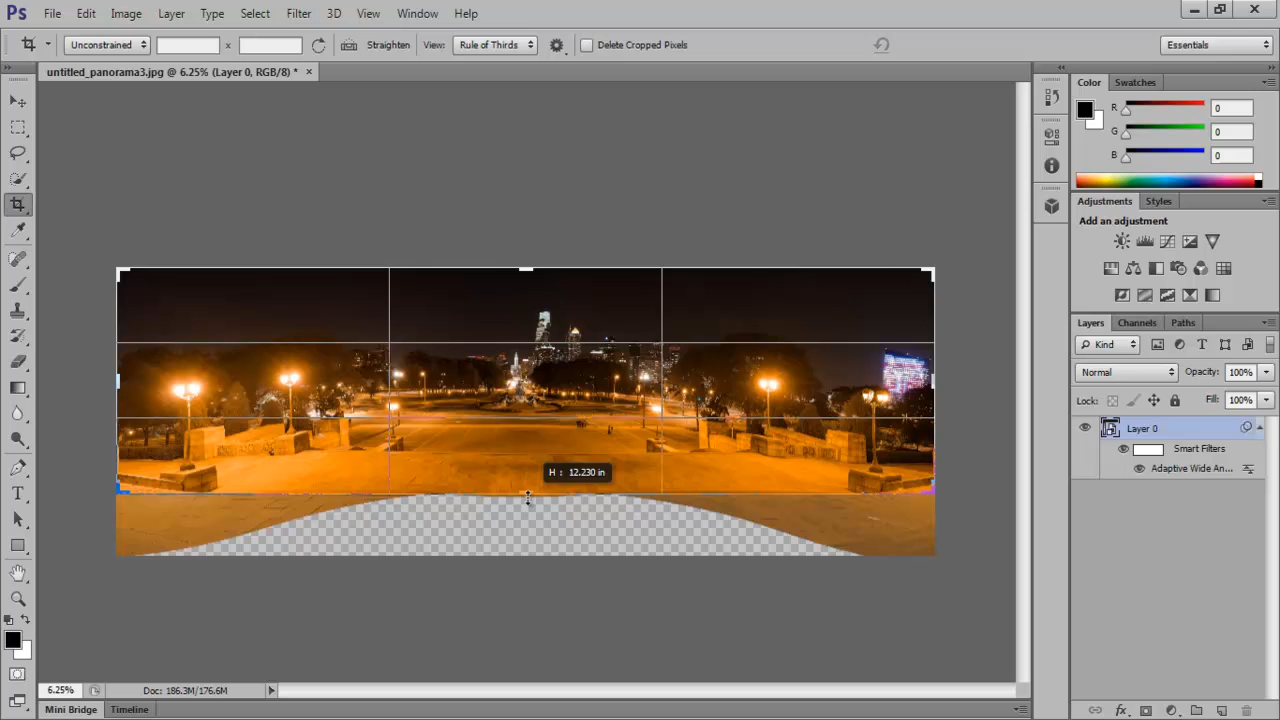 Ps File Edit Image Layer Type Select Filter 3D View Window Help
Unconstrained x Straighten View: Rule of Thirds Delete Cropped Pixels Essentials
untitled_panorama3.jpg @ 6.25% (Layer 0, RGB/8) * ×
Color Swatches
R 0
G 0
B 0
Adjustments Styles
Add an adjustment
Layers Channels Paths
Kind
Normal Opacity: 100%
Lock: Fill: 100%
Layer 0
Smart Filters
Adaptive Wide An...
H : 12.230 in
6.25% Doc: 186.3M/176.6M
Mini Bridge Timeline